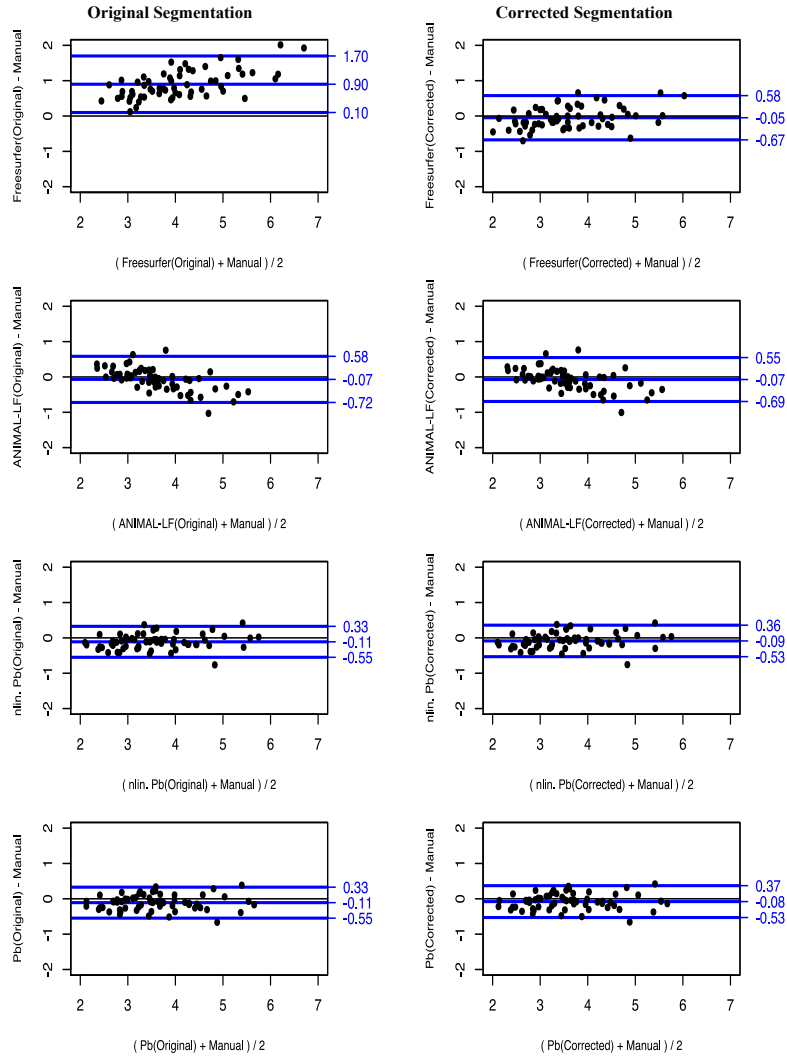 Original Segmentation
Corrected Segmentation
Freesurfer(Original) - Manual
2
1
0
-1
-2
1.70
0.90
0.10
2 3 4 5 6 7
( Freesurfer(Original) + Manual ) / 2
Freesurfer(Corrected) - Manual
2
1
0
-1
-2
0.58
-0.05
-0.67
2 3 4 5 6 7
( Freesurfer(Corrected) + Manual ) / 2
ANIMAL-LF(Original) - Manual
2
1
0
-1
-2
0.58
-0.07
-0.72
2 3 4 5 6 7
( ANIMAL-LF(Original) + Manual ) / 2
ANIMAL-LF(Corrected) - Manual
2
1
0
-1
-2
0.55
-0.07
-0.69
2 3 4 5 6 7
( ANIMAL-LF(Corrected) + Manual ) / 2
nlin. Pb(Original) - Manual
2
1
0
-1
-2
0.33
-0.11
-0.55
2 3 4 5 6 7
( nlin. Pb(Original) + Manual ) / 2
nlin. Pb(Corrected) - Manual
2
1
0
-1
-2
0.36
-0.09
-0.53
2 3 4 5 6 7
( nlin. Pb(Corrected) + Manual ) / 2
Pb(Original) - Manual
2
1
0
-1
-2
0.33
-0.11
-0.55
2 3 4 5 6 7
( Pb(Original) + Manual ) / 2
Pb(Corrected) - Manual
2
1
0
-1
-2
0.37
-0.08
-0.53
2 3 4 5 6 7
( Pb(Corrected) + Manual ) / 2